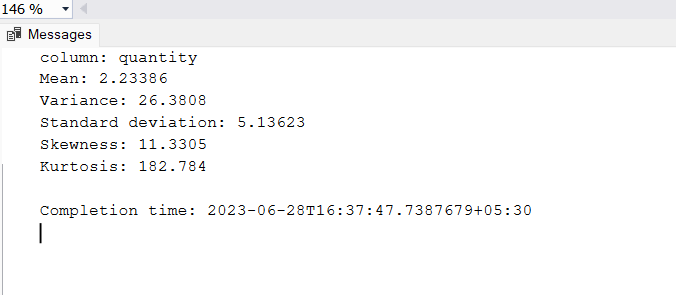 146 %
Messages
column: quantity
Mean: 2.23386
Variance: 26.3808
Standard deviation: 5.13623
Skewness: 11.3305
Kurtosis: 182.784
Completion time: 2023-06-28T16:37:47.7387679+05:30